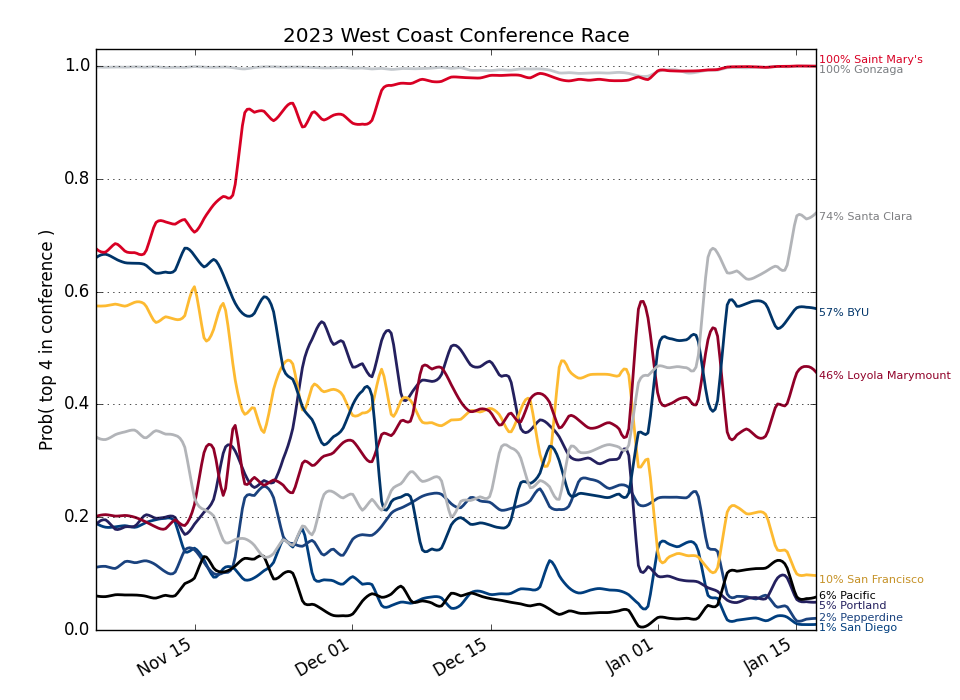 2023 West Coast Conference Race
Prob( top 4 in conference )
1.0
0.8
0.6
0.4
0.2
0.0
Nov 15
Dec 01
Dec 15
Jan 01
Jan 15
100% Saint Mary's
100% Gonzaga
74% Santa Clara
57% BYU
46% Loyola Marymount
10% San Francisco
6% Pacific
5% Portland
2% Pepperdine
1% San Diego